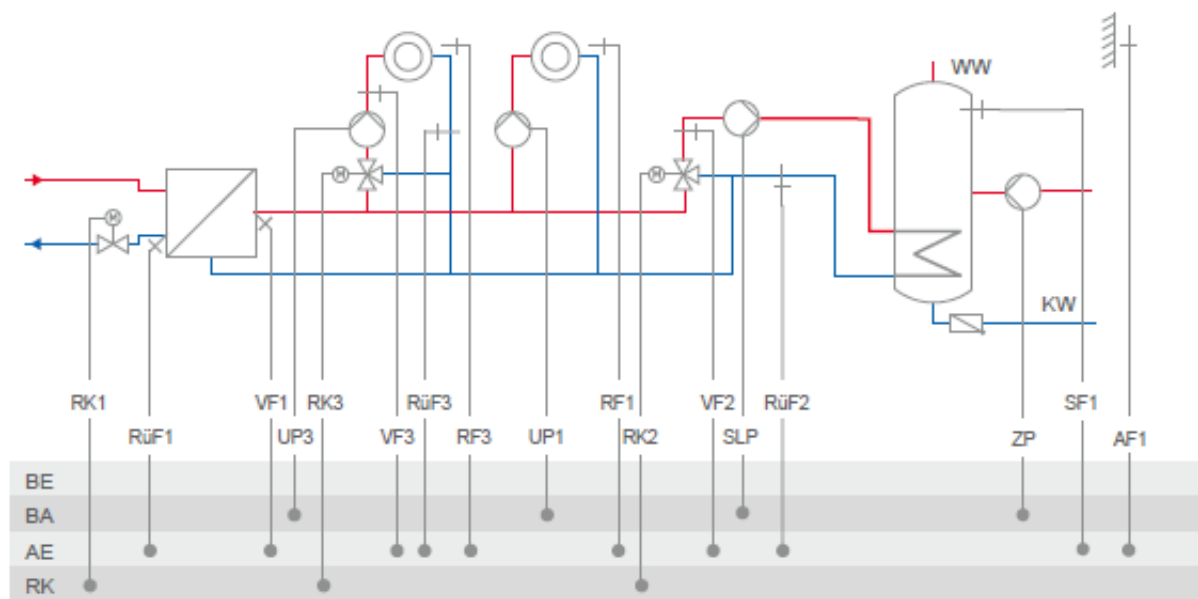 WW
M
M
M
KW
RK1 VF1 RK3 RüF3 RF1 VF2 RüF2 SF1
RüF1 UP3 VF3 RF3 UP1 RK2 SLP ZP AF1
BE
BA
AE
RK